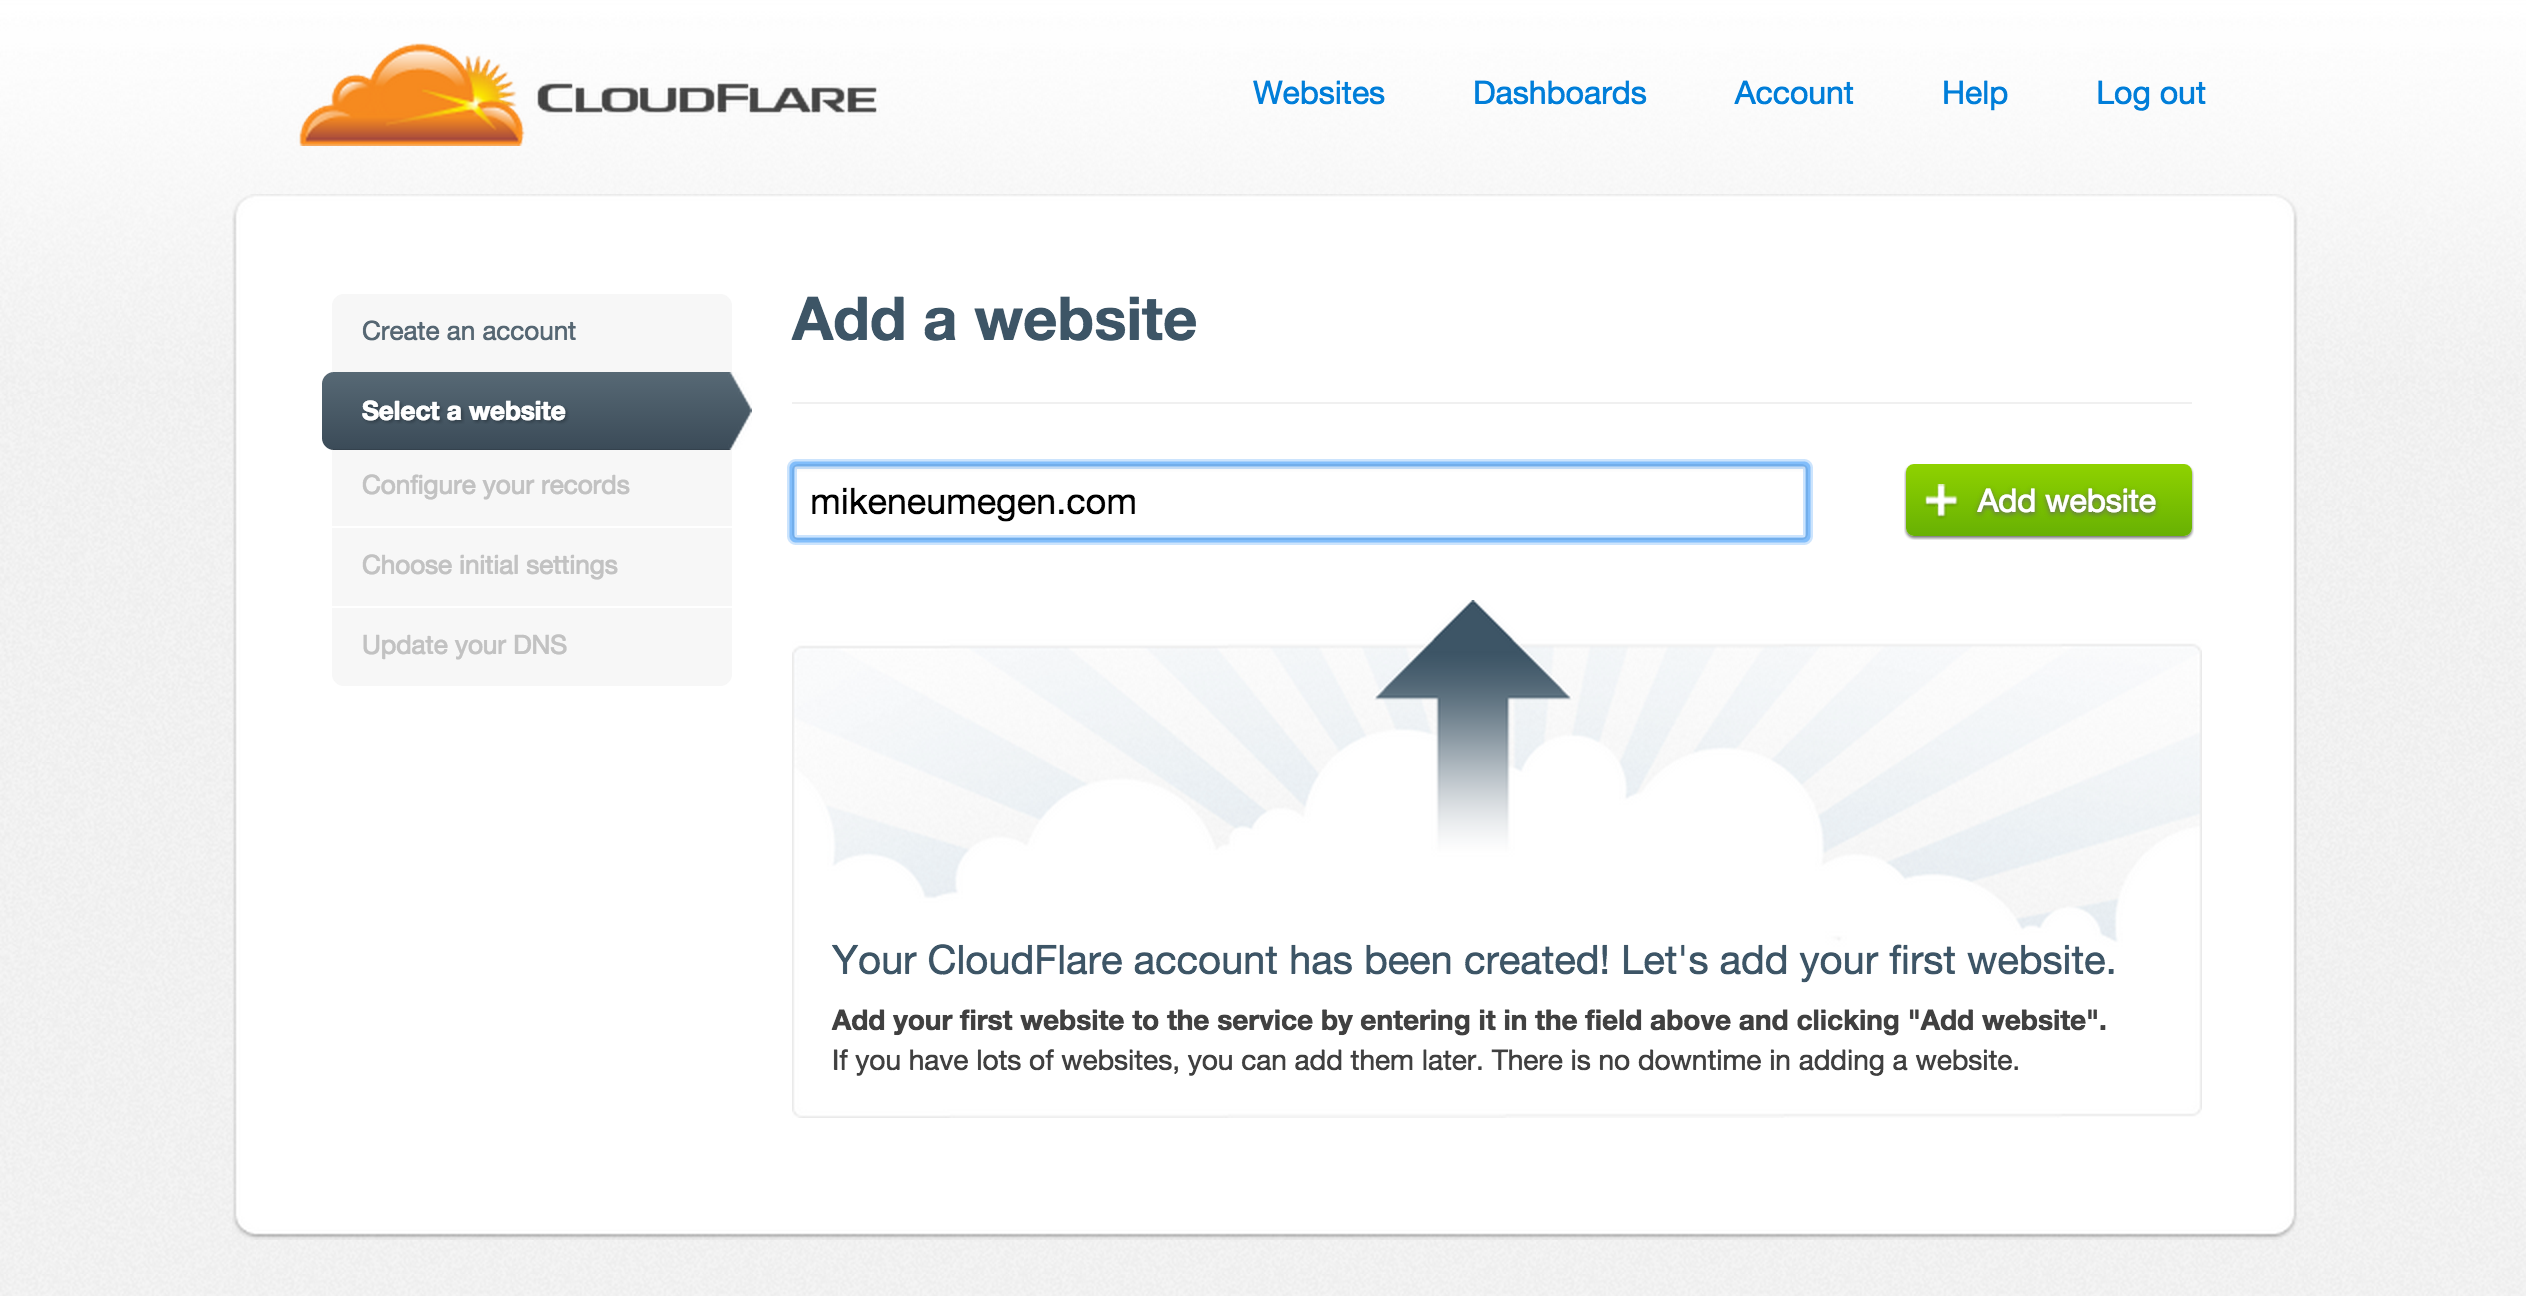 CLOUDFLARE
Websites
Dashboards
Account
Help
Log out
Create an account
Select a website
Configure your records
Choose initial settings
Update your DNS
Add a website
mikeneumegen.com
Add website
Your CloudFlare account has been created! Let's add your first website.
Add your first website to the service by entering it in the field above and clicking "Add website".
If you have lots of websites, you can add them later. There is no downtime in adding a website.